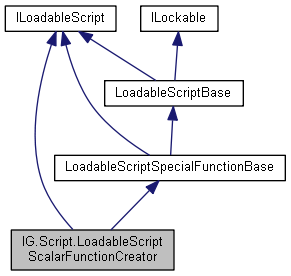 ILoadableScript
ILockable
LoadableScriptBase
LoadableScriptSpecialFunctionBase
IG.Script.LoadableScript
ScalarFunctionCreator